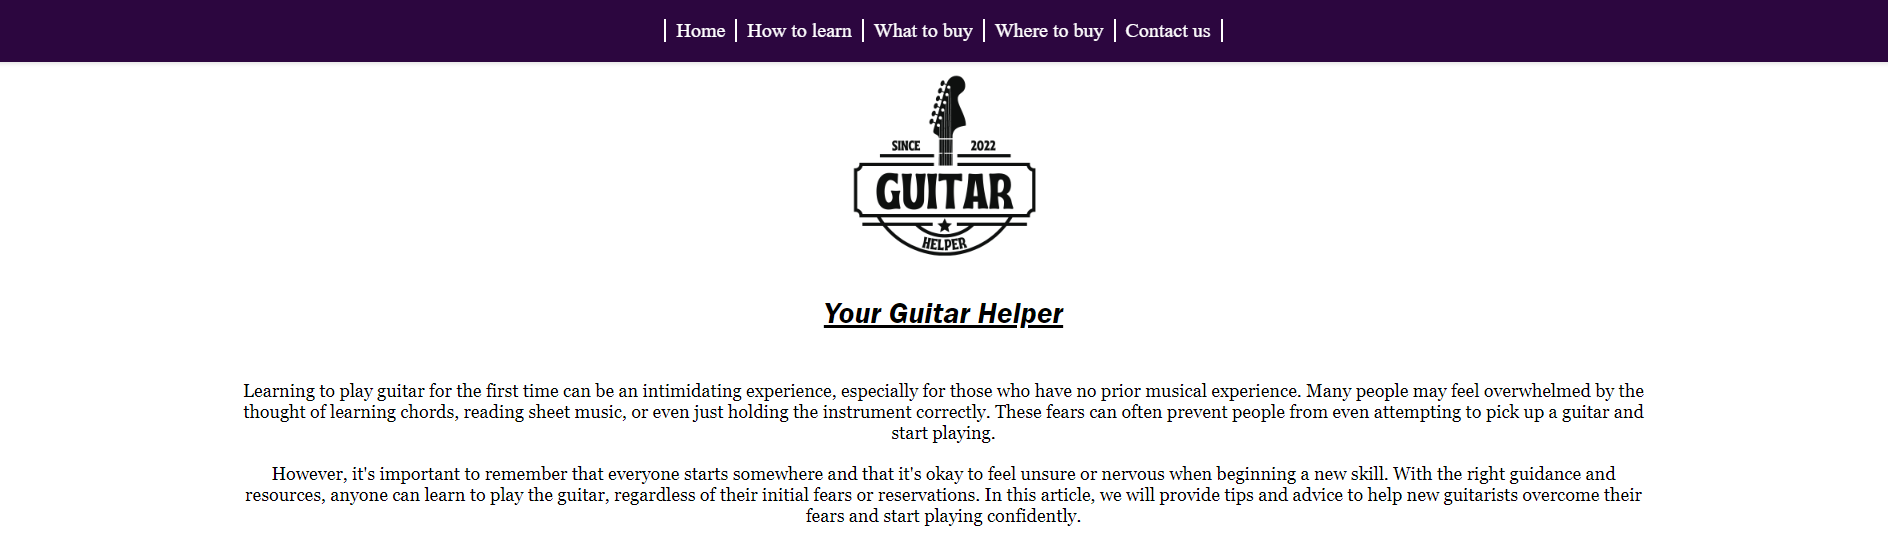 Home How to learn What to buy Where to buy Contact us
SINCE 2022
GUITAR
HELPER
Your Guitar Helper
Learning to play guitar for the first time can be an intimidating experience, especially for those who have no prior musical experience. Many people may feel overwhelmed by the
thought of learning chords, reading sheet music, or even just holding the instrument correctly. These fears can often prevent people from even attempting to pick up a guitar and
start playing.
However, it's important to remember that everyone starts somewhere and that it's okay to feel unsure or nervous when beginning a new skill. With the right guidance and
resources, anyone can learn to play the guitar, regardless of their initial fears or reservations. In this article, we will provide tips and advice to help new guitarists overcome their
fears and start playing confidently.